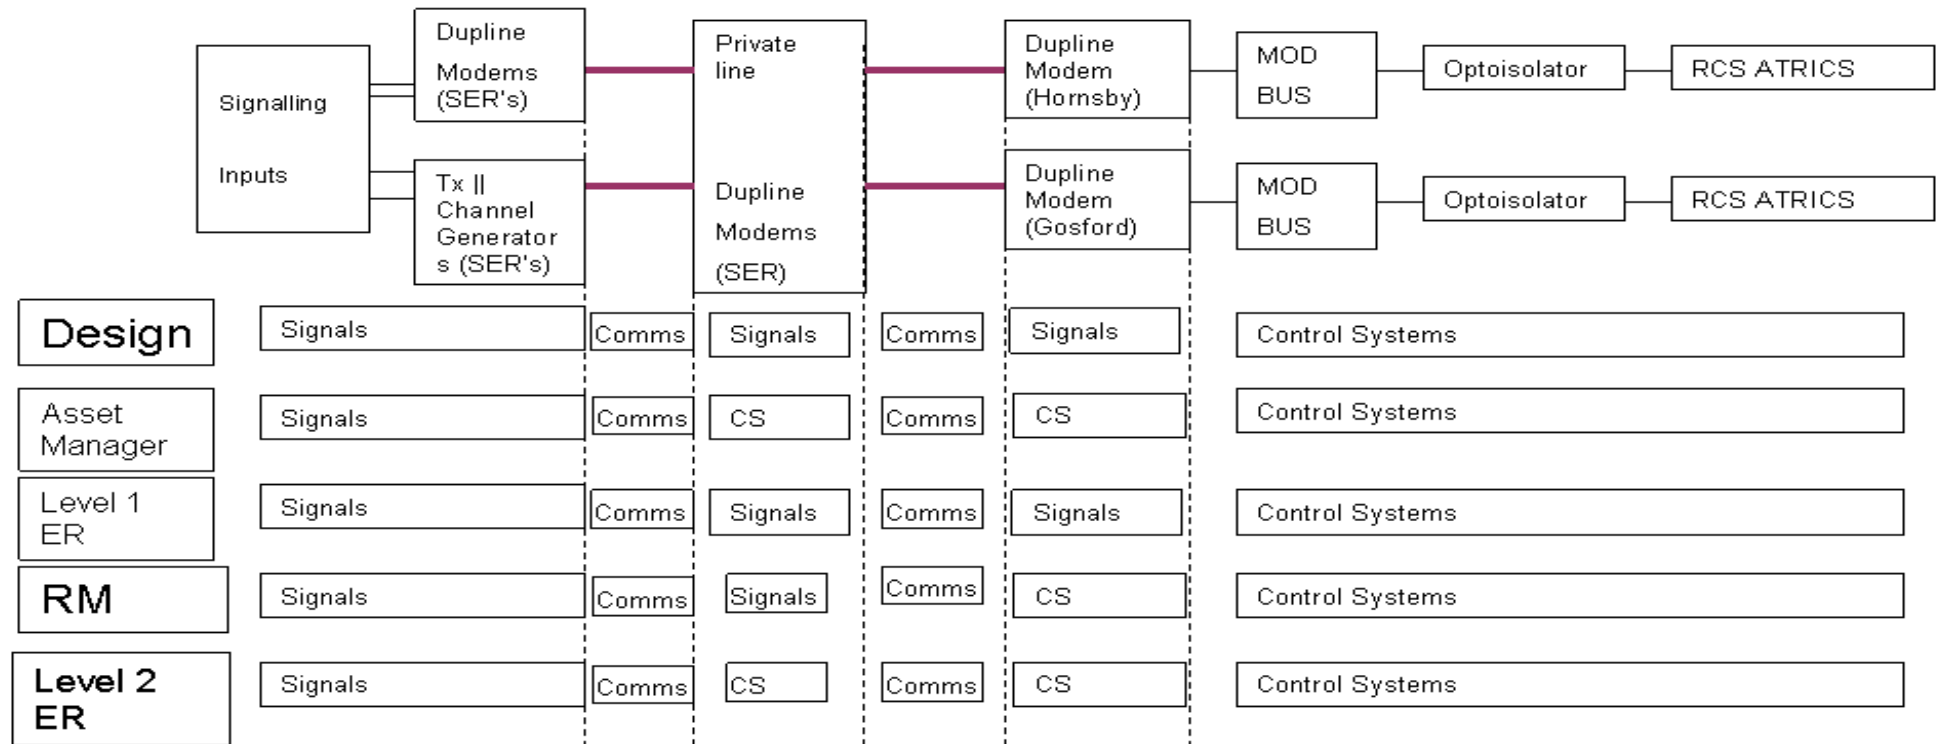 Signalling
Inputs
Dupline
Modems
(SER's)
Tx ||
Channel
Generator
s (SER's)
Private
line
Dupline
Modems
(SER)
Dupline
Modem
(Hornsby)
MOD
BUS
Optoisolator
RCS ATRICS
Dupline
Modem
(Gosford)
MOD
BUS
Optoisolator
RCS ATRICS
Design
Signals
Comms
Signals
Comms
Signals
Control Systems
Asset
Manager
Signals
Comms
CS
Comms
CS
Control Systems
Level 1
ER
Signals
Comms
Signals
Comms
Signals
Control Systems
RM
Signals
Comms
Signals
Comms
CS
Control Systems
Level 2
ER
Signals
Comms
CS
Comms
CS
Control Systems